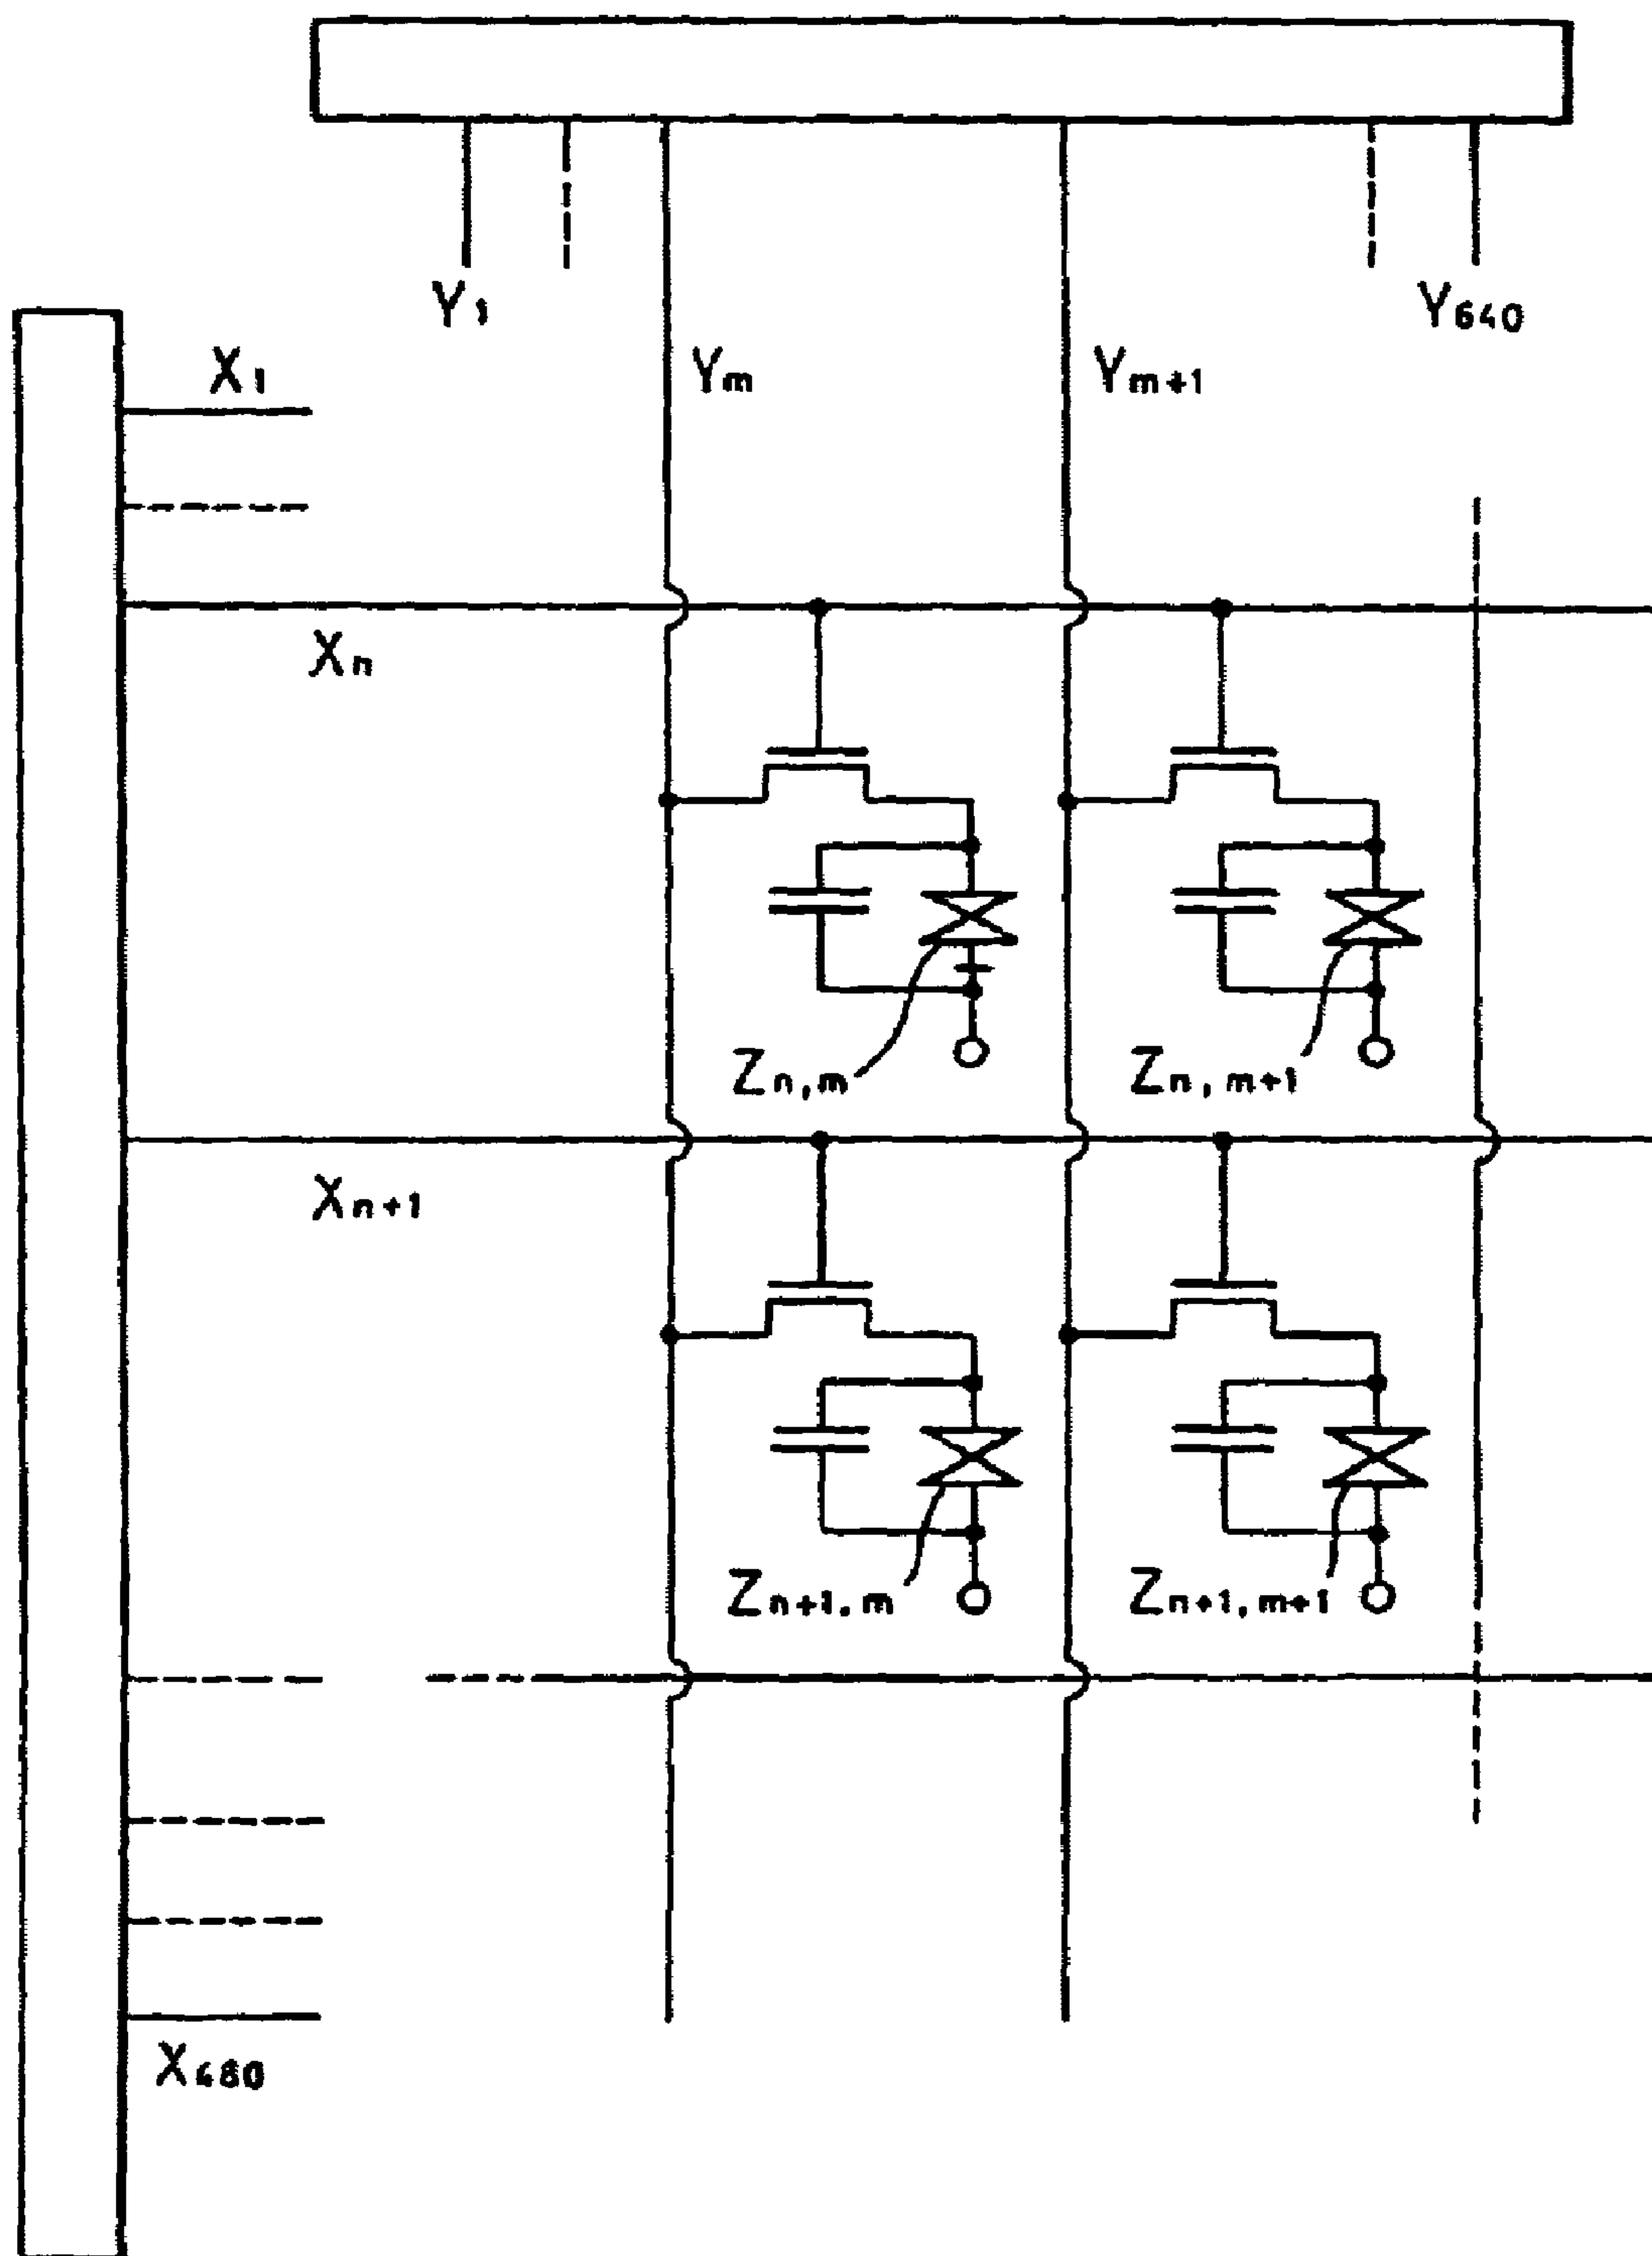 Y1
Y640
X1
Ym
Ym+1
Xn
Zn,m
Zn,m+1
Xn+1
Zn+1,m
Zn+1,m+1
X480